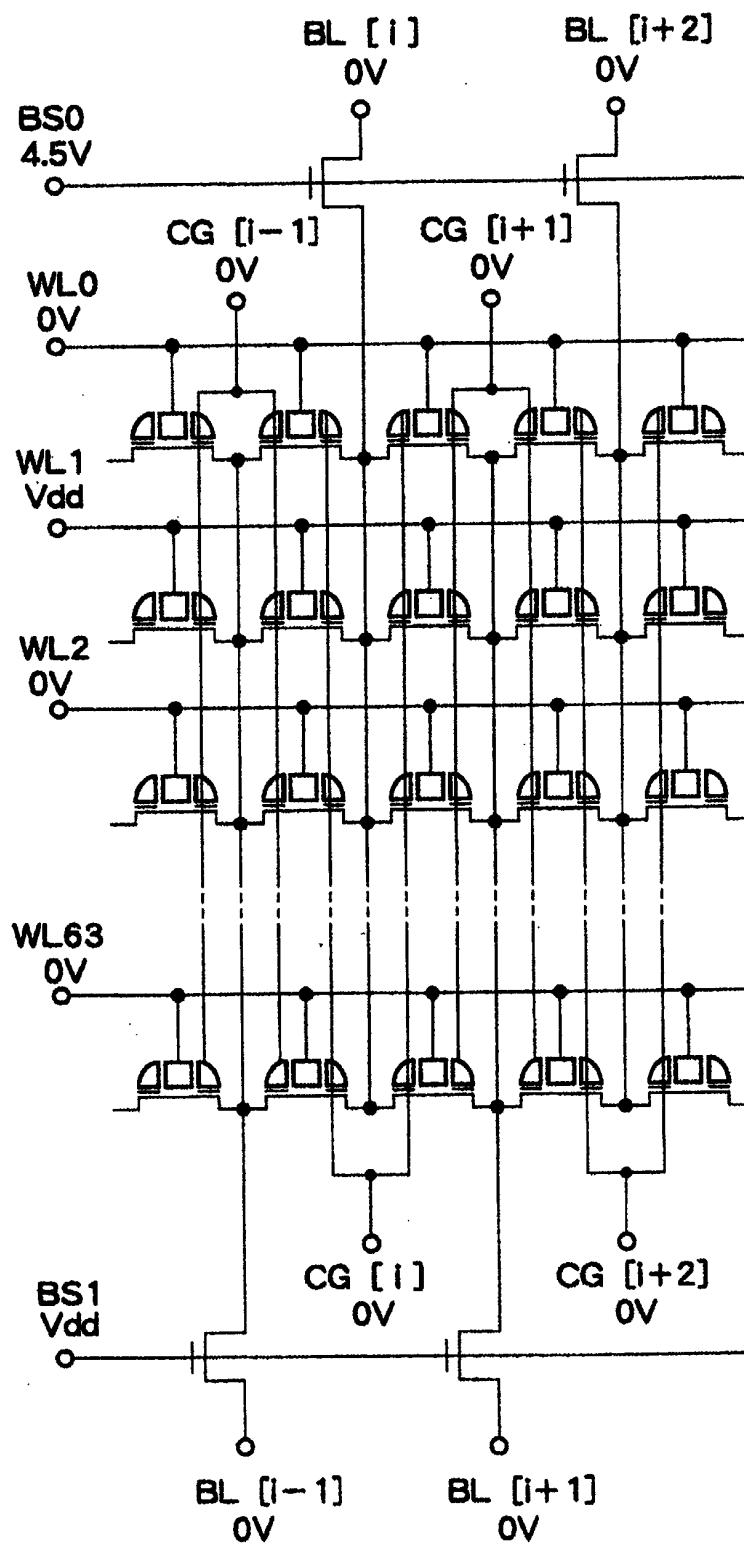 BL [i]
0V
BL [i+2]
0V
BS0
4.5V
CG [i-1]
0V
CG [i+1]
0V
WL0
0V
WL1
Vdd
WL2
0V
WL63
0V
CG [i]
0V
CG [i+2]
0V
BS1
Vdd
BL [i-1]
0V
BL [i+1]
0V